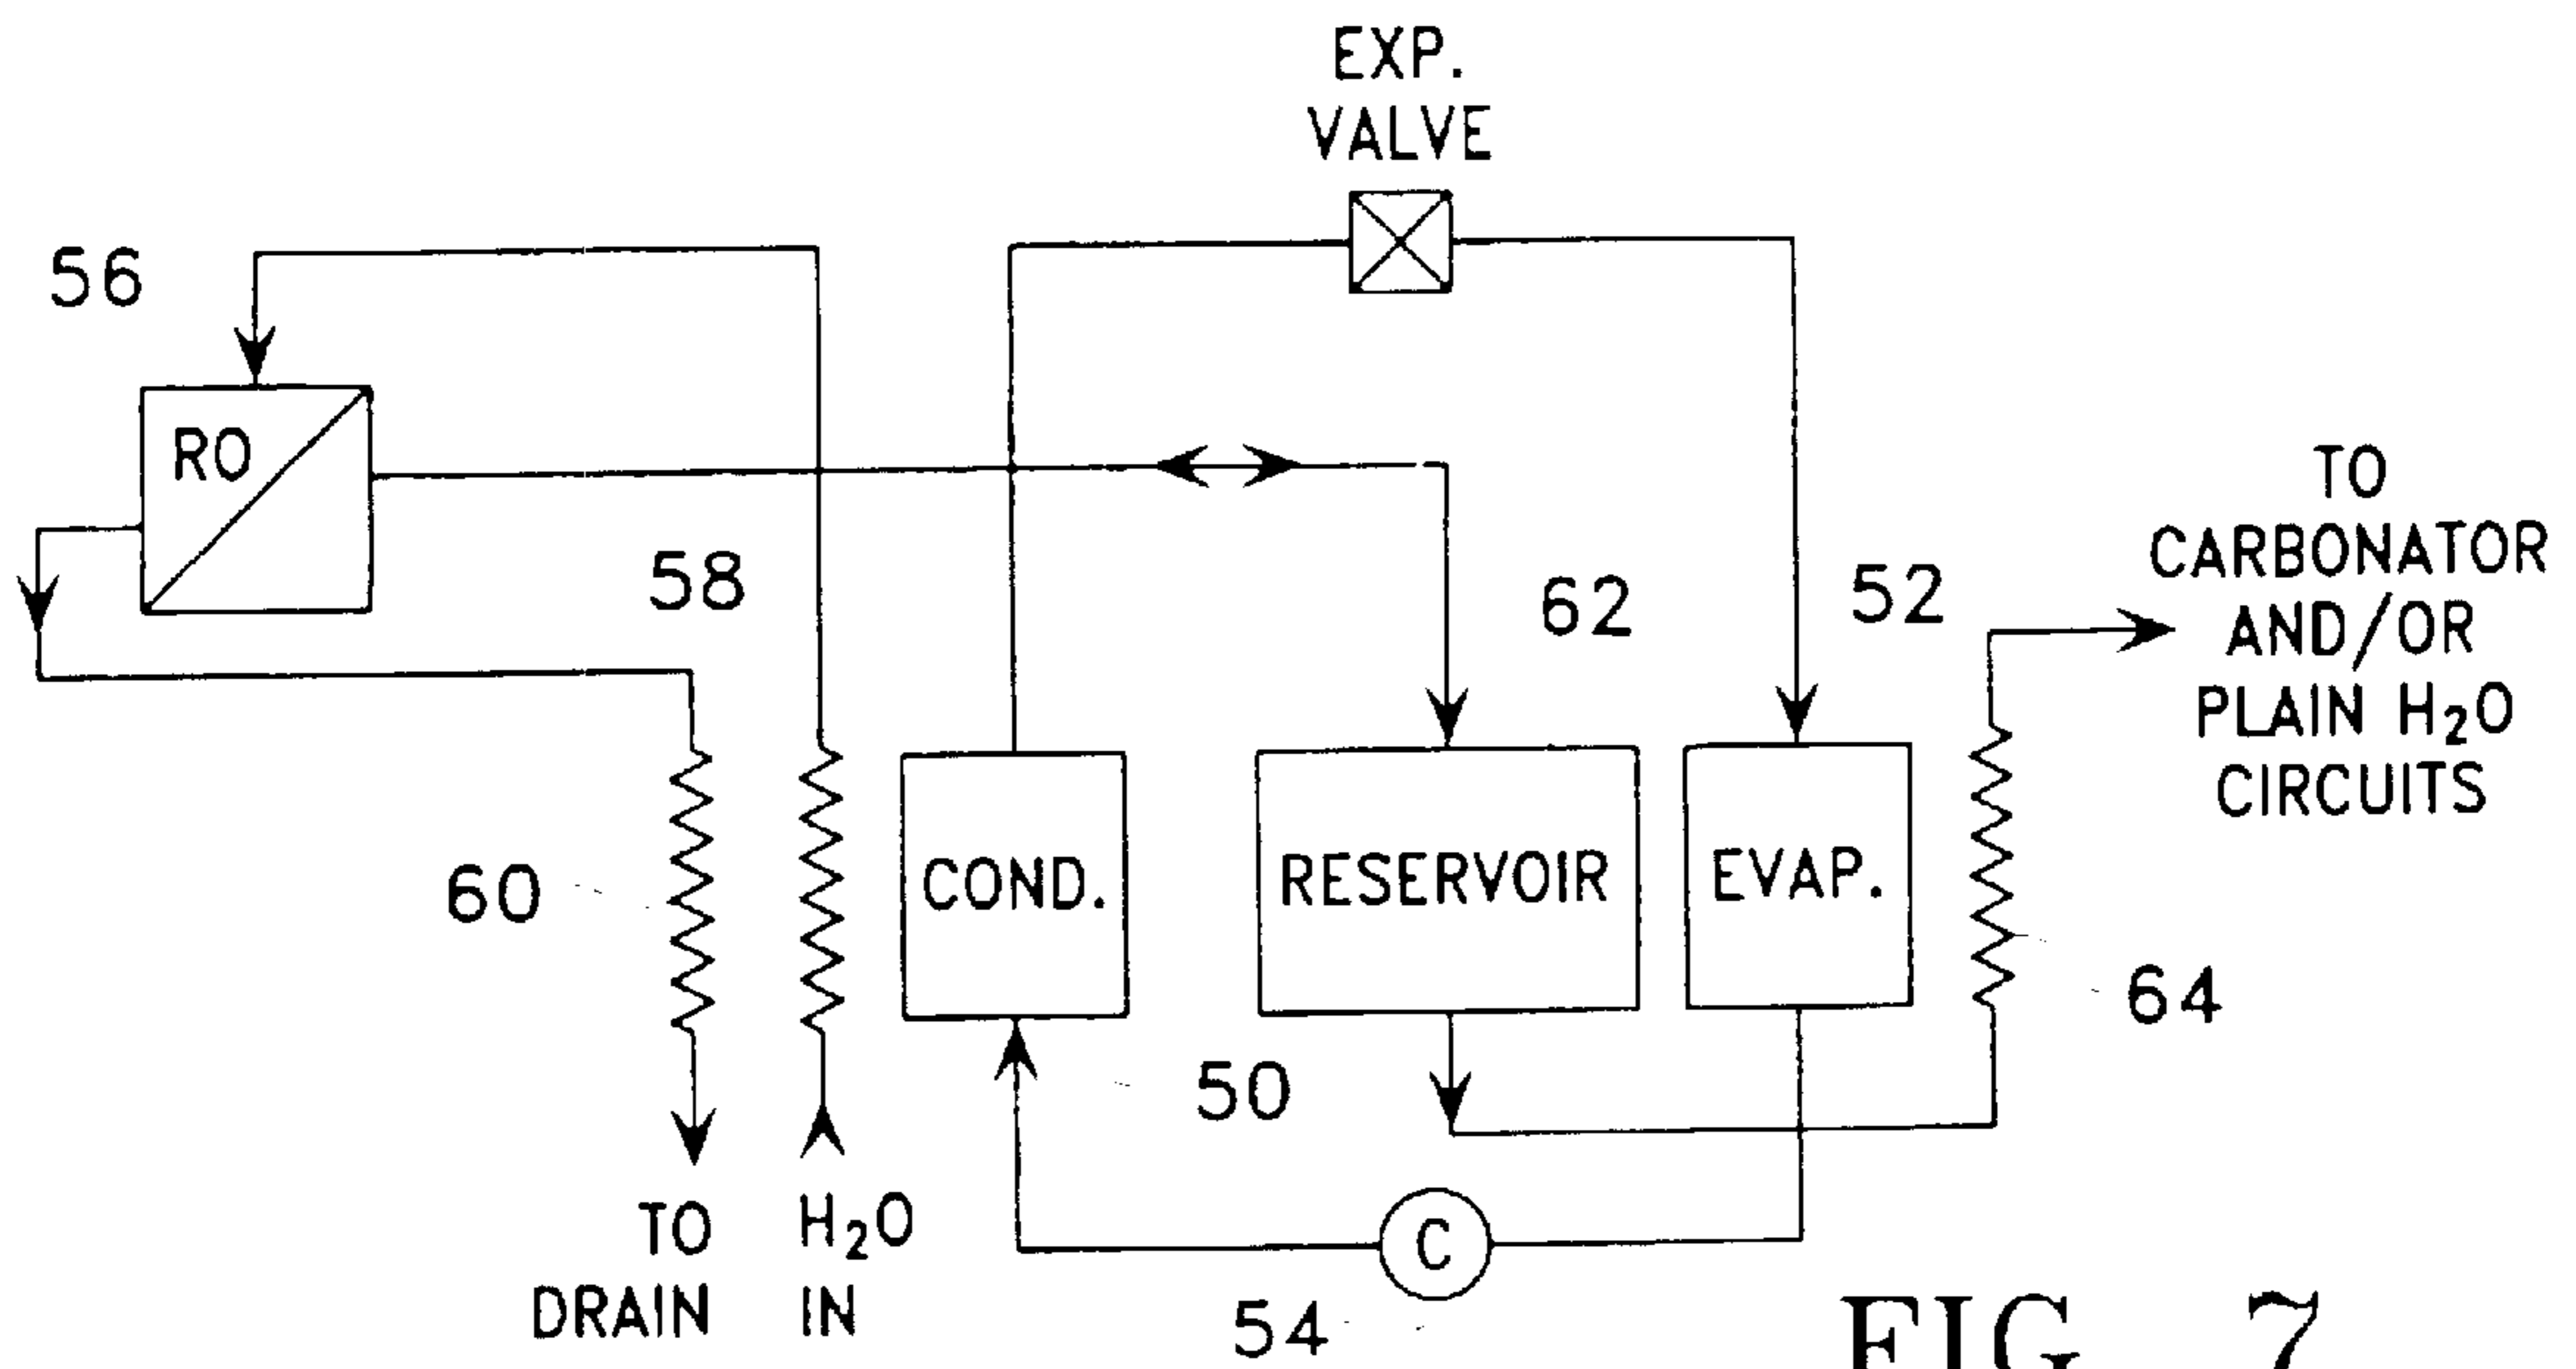 EXP.
VALVE
56
RO
58
62
52
TO
CARBONATOR
AND/OR
PLAIN H₂O
CIRCUITS
60
COND.
RESERVOIR
EVAP.
64
50
TO
DRAIN
H₂O
IN
C
54
FIG. 7